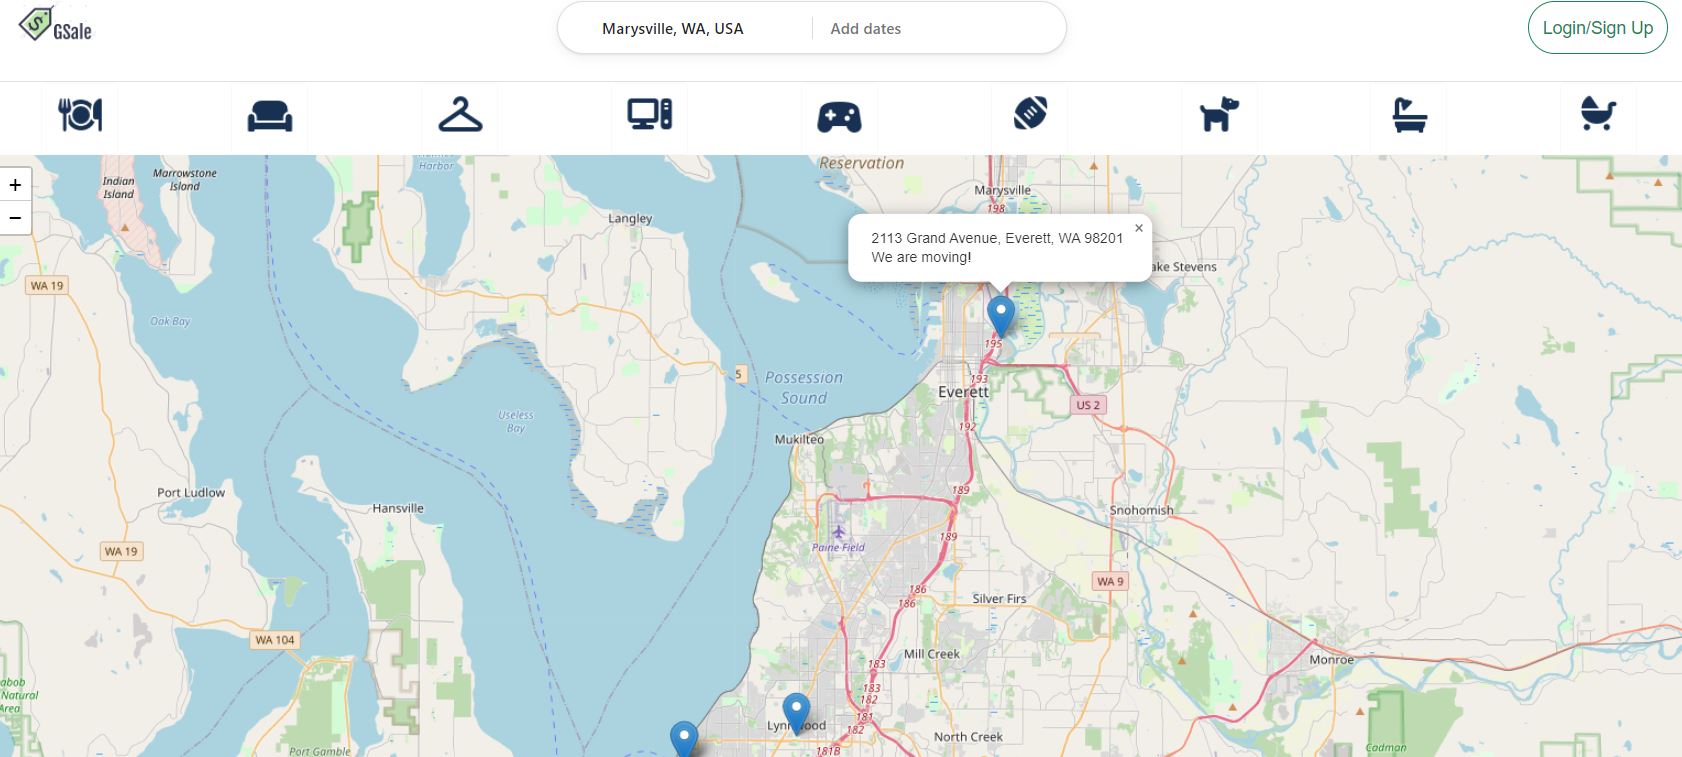 GSale
Marysville, WA, USA
Add dates
Login/Sign Up
+
−
Indian
Island
Marrowstone
Island
Harbor
Reservation
Marysville
198
Langley
2113 Grand Avenue, Everett, WA 98201
We are moving!
×
Stevens
WA 19
Oak Bay
195
5
Possession
Sound
193
Everett
US 2
Useless
Bay
192
Mukilteo
Port Ludlow
189
Hansville
Snohomish
189
Paine Field
WA 19
186
WA 9
186
Silver Firs
WA 104
Mill Creek
183
Monroe
183
182
Natural
Area
181
Lynnwood
182
North Creek
181B
Port Gamble
Cadman